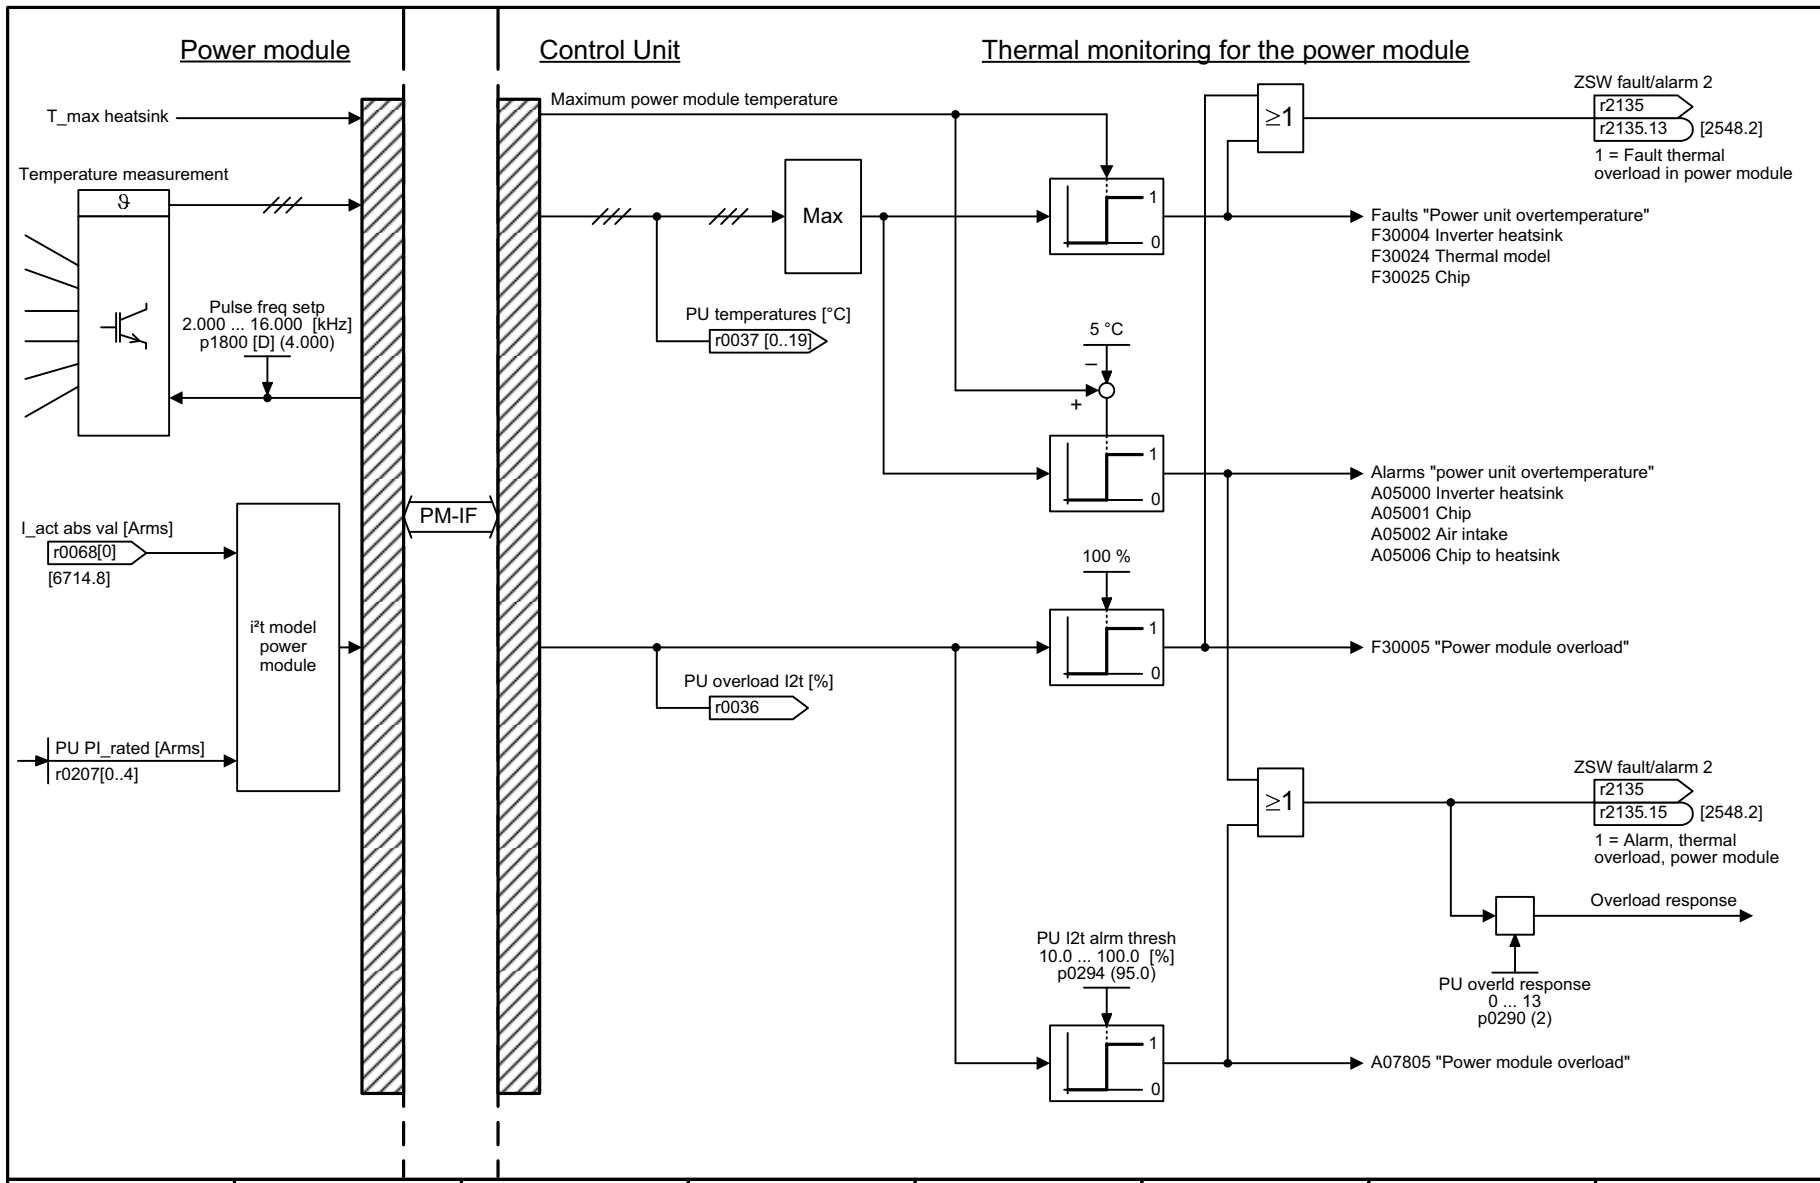 Power module
Control Unit
Thermal monitoring for the power module
T_max heatsink
Maximum power module temperature
≥1
ZSW fault/alarm 2
r2135
r2135.13
[2548.2]
1 = Fault thermal
overload in power module
Temperature measurement
ϑ
Max
1
0
Faults "Power unit overtemperature"
F30004 Inverter heatsink
F30024 Thermal model
F30025 Chip
Pulse freq setp
2.000 ... 16.000 [kHz]
p1800 [D] (4.000)
PU temperatures [°C]
r0037 [0..19]
5 °C
–
+
1
0
Alarms "power unit overtemperature"
A05000 Inverter heatsink
A05001 Chip
A05002 Air intake
A05006 Chip to heatsink
PM-IF
I_act abs val [Arms]
r0068[0]
[6714.8]
i²t model
power
module
100 %
1
0
F30005 "Power module overload"
PU overload I2t [%]
r0036
PU PI_rated [Arms]
r0207[0..4]
≥1
ZSW fault/alarm 2
r2135
r2135.15
[2548.2]
1 = Alarm, thermal
overload, power module
Overload response
PU overld response
0 ... 13
p0290 (2)
PU I2t alrm thresh
10.0 ... 100.0 [%]
p0294 (95.0)
1
0
A07805 "Power module overload"